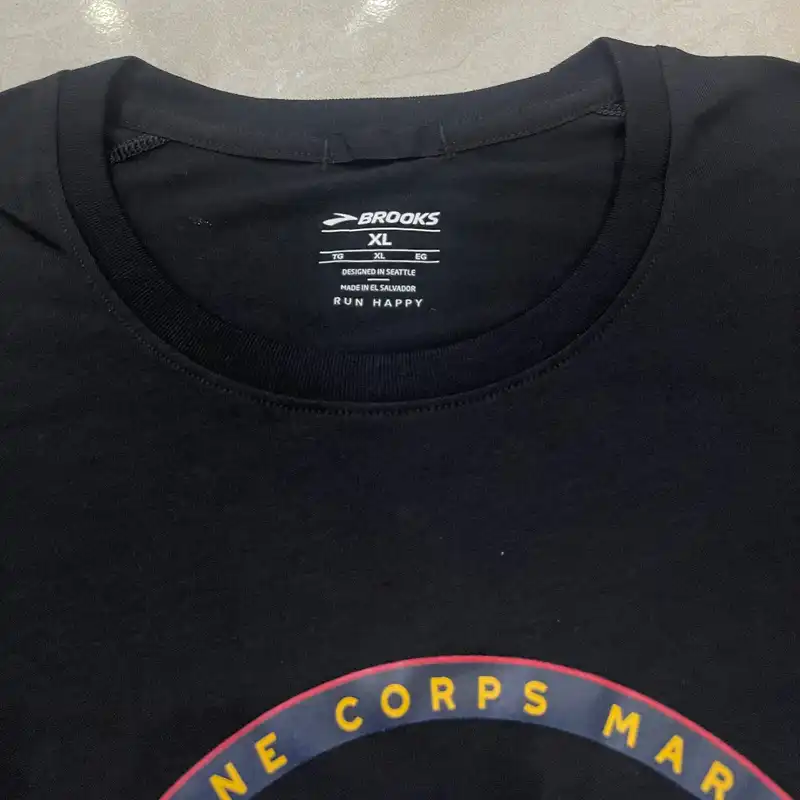 BROOKS
XL
TG XL EG
DESIGNED IN SEATTLE
MADE IN EL SALVADOR
RUN HAPPY
NE CORPS MAR